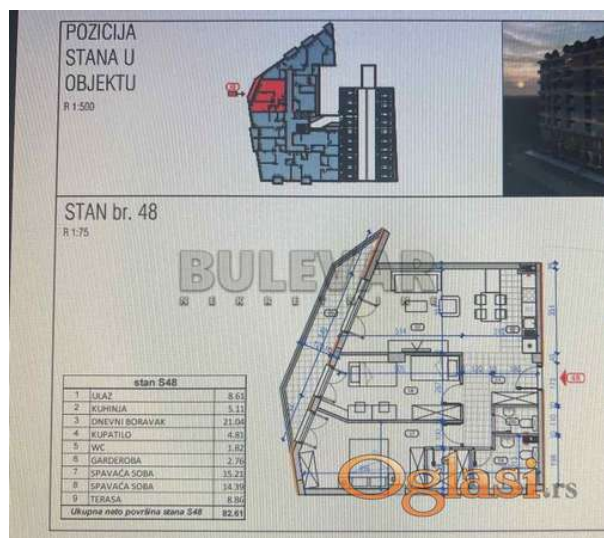 POZICIJA
STANA U
OBJEKTU
R 1:500
STAN br. 48
R 1:75
BULEVAR
NEKRETNINE
stan S48
1 ULAZ 8.61
2 KUHINJA 5.11
3 DNEVNI BORAVAK 21.04
4 KUPATILO 4.81
5 WC 1.82
6 GARDEROBA 2.76
7 SPAVAĆA SOBA 15.21
8 SPAVAĆA SOBA 14.39
9 TERASA 8.86
Ukupna neto površina stana S48 82.61
514
48
Oglasi.rs